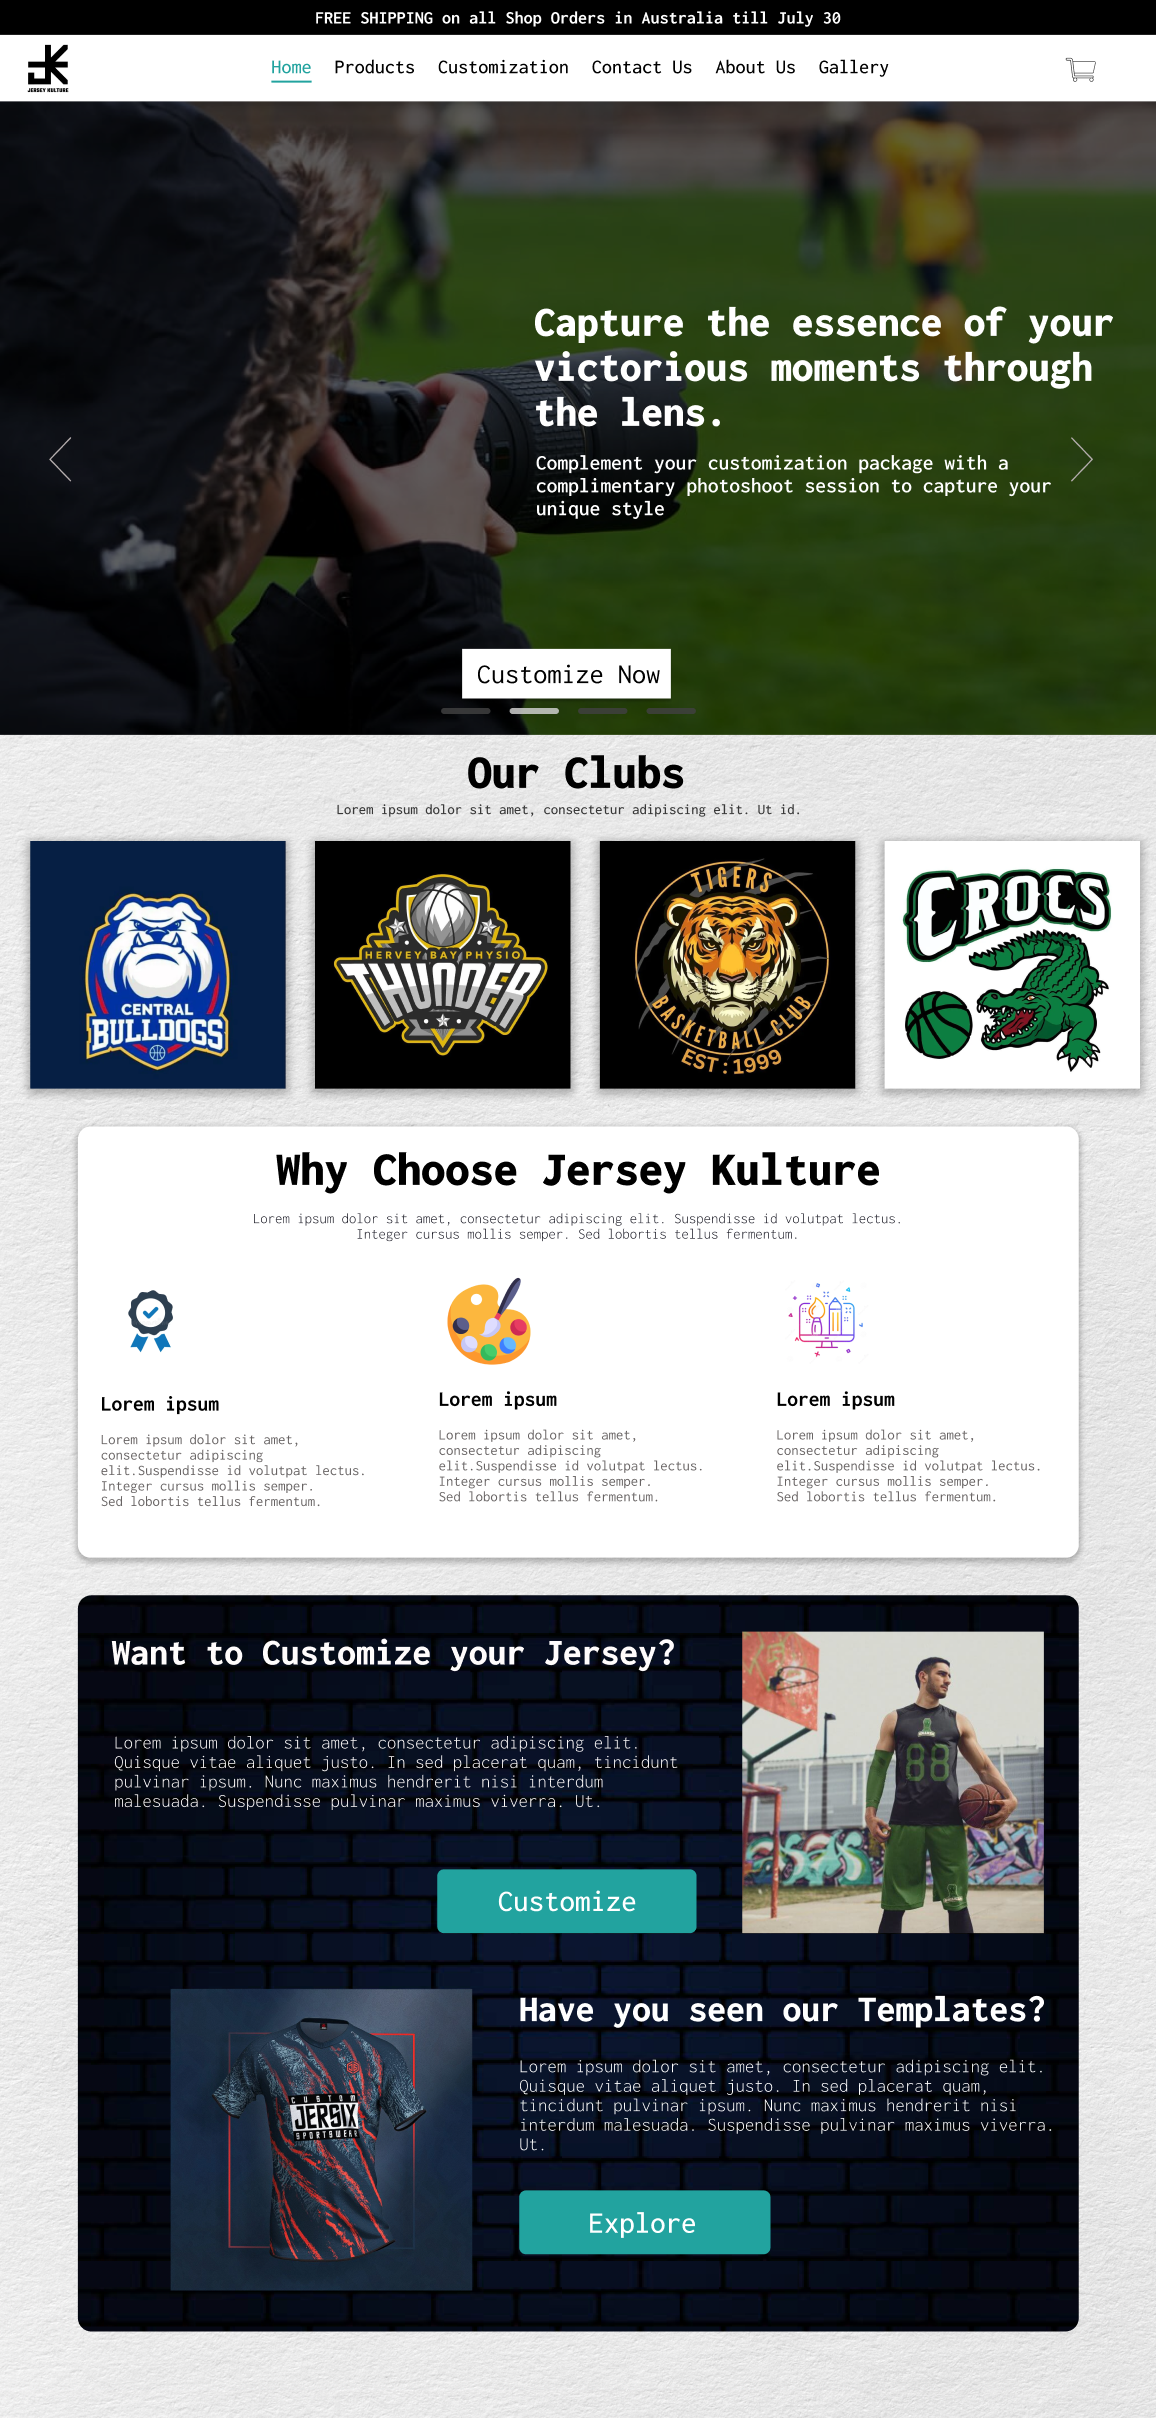 FREE SHIPPING on all Shop Orders in Australia till July 30
JK
JERSEY KULTURE
Home Products Customization Contact Us About Us Gallery
Capture the essence of your
victorious moments through
the lens.
Complement your customization package with a
complimentary photoshoot session to capture your
unique style
Customize Now
Our Clubs
Lorem ipsum dolor sit amet, consectetur adipiscing elit. Ut id.
CENTRAL
BULLDOGS
HERVEY BAY PHYSIO
THUNDER
TIGERS
BASKETBALL CLUB
EST:1999
CROCS
Why Choose Jersey Kulture
Lorem ipsum dolor sit amet, consectetur adipiscing elit. Suspendisse id volutpat lectus.
Integer cursus mollis semper. Sed lobortis tellus fermentum.
Lorem ipsum
Lorem ipsum dolor sit amet,
consectetur adipiscing
elit.Suspendisse id volutpat lectus.
Integer cursus mollis semper.
Sed lobortis tellus fermentum.
Lorem ipsum
Lorem ipsum dolor sit amet,
consectetur adipiscing
elit.Suspendisse id volutpat lectus.
Integer cursus mollis semper.
Sed lobortis tellus fermentum.
Lorem ipsum
Lorem ipsum dolor sit amet,
consectetur adipiscing
elit.Suspendisse id volutpat lectus.
Integer cursus mollis semper.
Sed lobortis tellus fermentum.
Want to Customize your Jersey?
Lorem ipsum dolor sit amet, consectetur adipiscing elit.
Quisque vitae aliquet justo. In sed placerat quam, tincidunt
pulvinar ipsum. Nunc maximus hendrerit nisi interdum
malesuada. Suspendisse pulvinar maximus viverra. Ut.
Customize
88
Have you seen our Templates?
Lorem ipsum dolor sit amet, consectetur adipiscing elit.
Quisque vitae aliquet justo. In sed placerat quam,
tincidunt pulvinar ipsum. Nunc maximus hendrerit nisi
interdum malesuada. Suspendisse pulvinar maximus viverra.
Ut.
Explore
CUSTOM
JERSIX
SPORTSWEAR